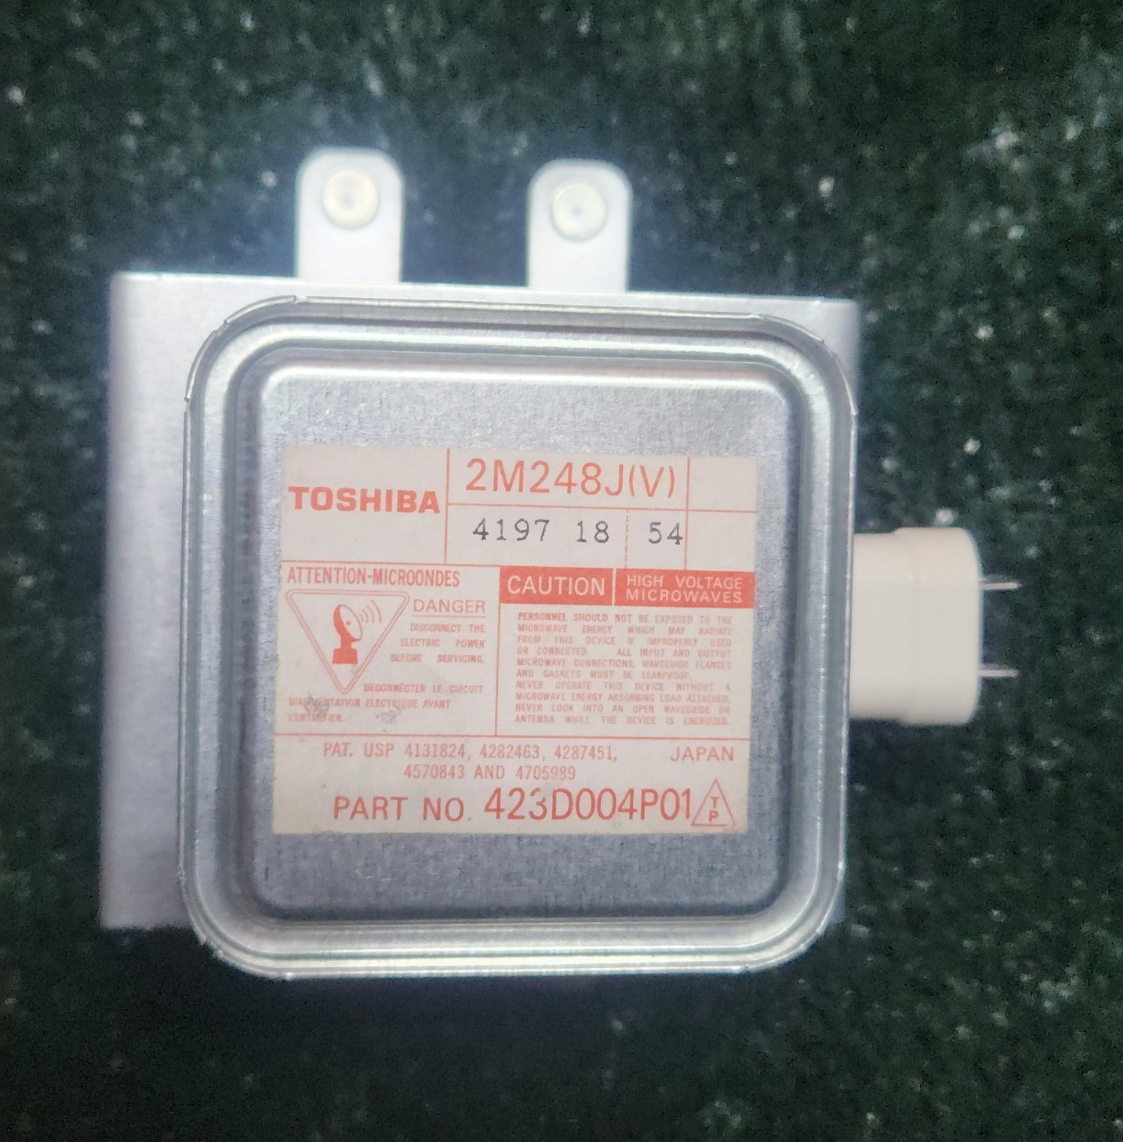 TOSHIBA
2M248J(V)
4197 18 54
ATTENTION-MICROONDES
DANGER
DISCONNECT THE
ELECTRIC POWER
BEFORE SERVICING.
DECONNECTER LE CIRCUIT
D'ALIMENTATION ELECTRIQUE AVANT
L'ENTRETIEN.
CAUTION
HIGH VOLTAGE
MICROWAVES
PERSONNEL SHOULD NOT BE EXPOSED TO THE
MICROWAVE ENERGY WHICH MAY RADIATE
FROM THIS DEVICE IF IMPROPERLY USED
OR CONNECTED ALL INPUT AND OUTPUT
MICROWAVE CONNECTIONS, WAVEGUIDE FLANGES
AND GASKETS MUST BE LEAKPROOF.
NEVER OPERATE THIS DEVICE WITHOUT A
MICROWAVE ENERGY ABSORBING LOAD ATTACHED.
NEVER LOOK INTO AN OPEN WAVEGUIDE OR
ANTENNA WHILE THE DEVICE IS ENERGIZED.
PAT. USP 4131824, 4282463, 4287451,
4570843 AND 4705989
JAPAN
PART NO. 423D004P01
T
P